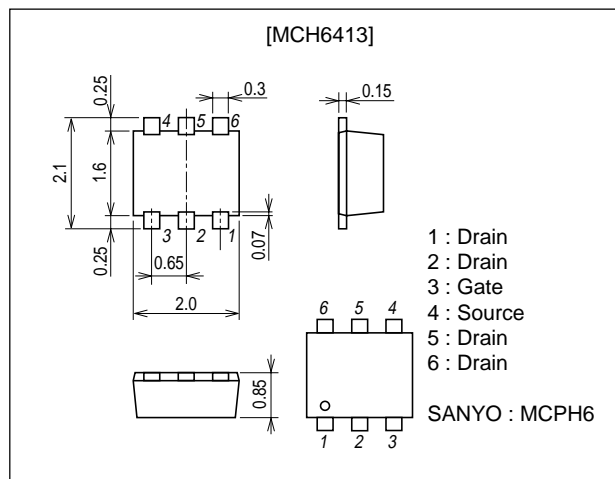 [MCH6413]
0.25
0.3
0.15
4 5 6
2.1
1.6
3 2 1
0.25
0.65
0.07
2.0
1 : Drain
2 : Drain
3 : Gate
4 : Source
5 : Drain
6 : Drain
6 5 4
0.85
SANYO : MCPH6
1 2 3